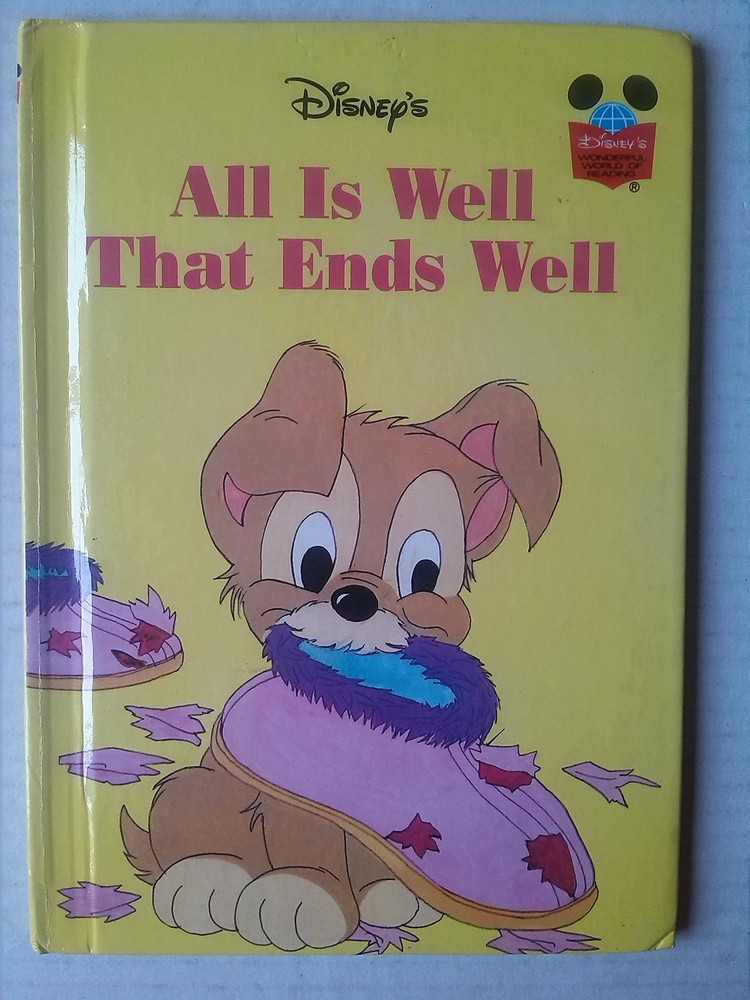 Disney's
All Is Well
That Ends Well
Disney's
WONDERFUL
WORLD OF
READING
®